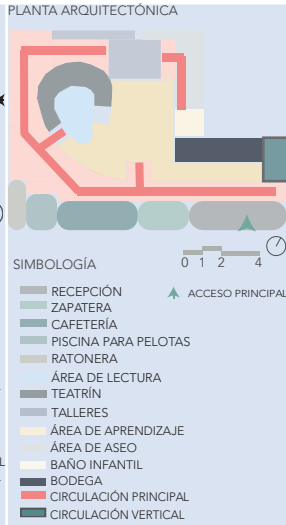 PLANTA ARQUITECTÓNICA
0 1 2 4
SIMBOLOGÍA
ACCESO PRINCIPAL
RECEPCIÓN
ZAPATERA
CAFETERÍA
PISCINA PARA PELOTAS
RATONERA
ÁREA DE LECTURA
TEATRÍN
TALLERES
ÁREA DE APRENDIZAJE
ÁREA DE ASEO
BAÑO INFANTIL
BODEGA
CIRCULACIÓN PRINCIPAL
CIRCULACIÓN VERTICAL